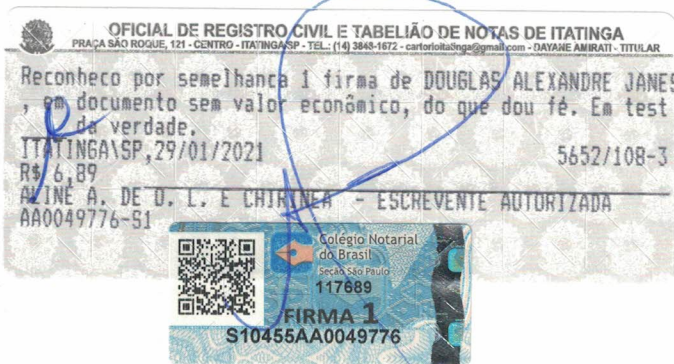 OFICIAL DE REGISTRO CIVIL E TABELIÃO DE NOTAS DE ITATINGA
PRAÇA SÃO ROQUE, 121 - CENTRO - ITATINGA/SP - TEL.: (14) 3848-1672 - cartorioitatinga@gmail.com - DAYANE AMIRATI - TITULAR
Reconheco por semelhanca 1 firma de DOUGLAS ALEXANDRE JANES
, em documento sem valor econômico, do que dou fé. Em test
da verdade.
ITATINGA\SP,29/01/2021 5652/108-3
R$ 6,89
ALINE A. DE O. L. E CHIRINEA - ESCREVENTE AUTORIZADA
AA0049776-S1
Colégio Notarial
do Brasil
Seção São Paulo
117689
FIRMA 1
S10455AA0049776